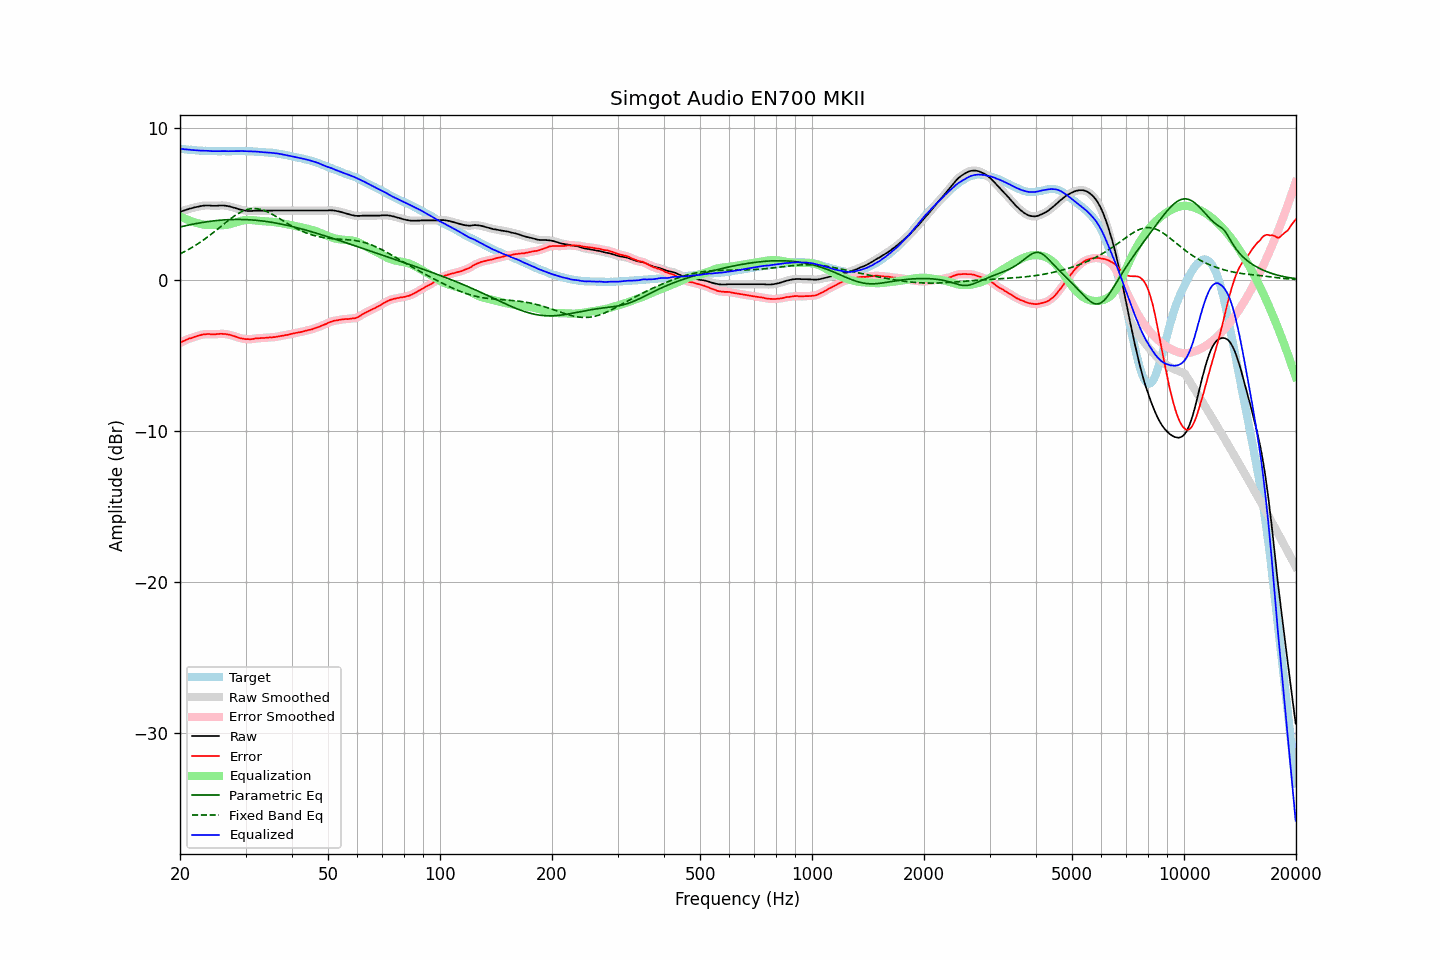 Simgot Audio EN700 MKII
10
0
−10
−20
−30
Amplitude (dBr)
Target
Raw Smoothed
Error Smoothed
Raw
Error
Equalization
Parametric Eq
Fixed Band Eq
Equalized
20 50 100 200 500 1000 2000 5000 10000 20000
Frequency (Hz)